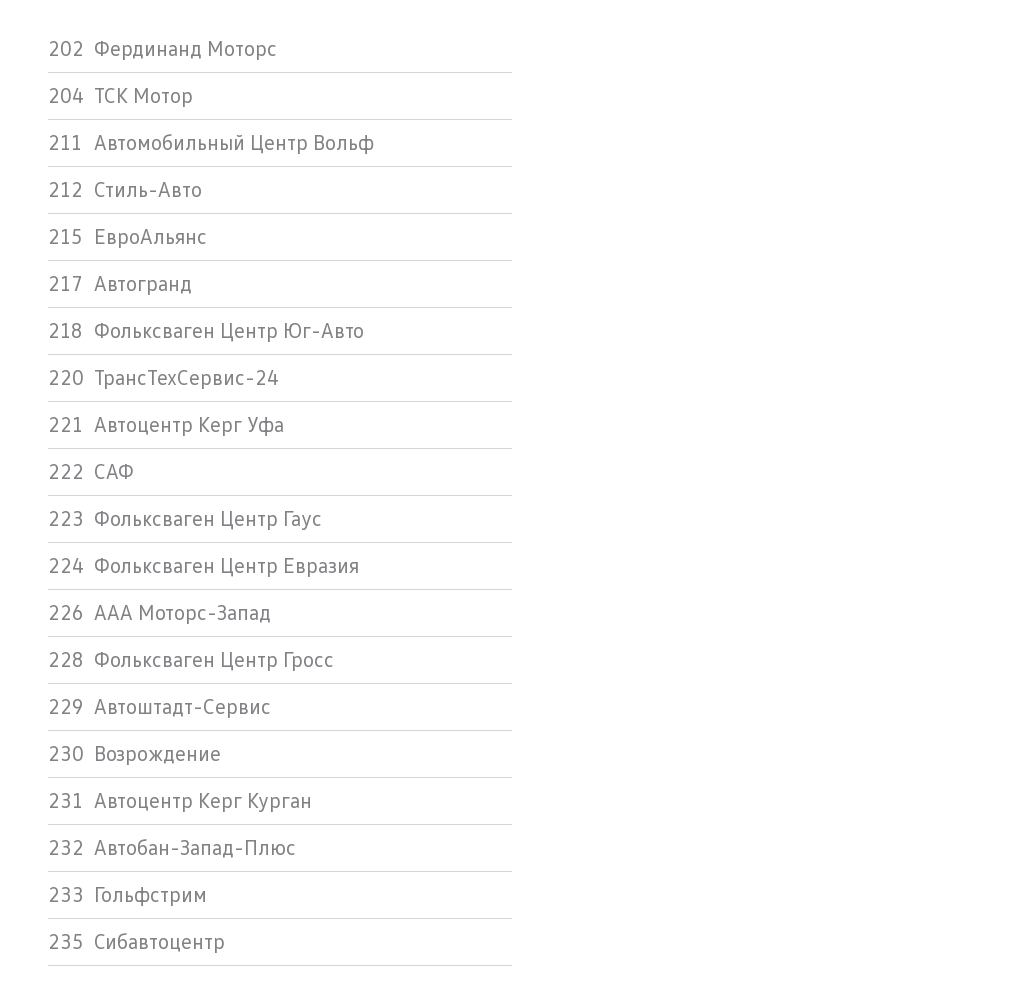 202 Фердинанд Моторс
204 ТСК Мотор
211 Автомобильный Центр Вольф
212 Стиль-Авто
215 ЕвроАльянс
217 Автогранд
218 Фольксваген Центр Юг-Авто
220 ТрансТехСервис-24
221 Автоцентр Керг Уфа
222 САФ
223 Фольксваген Центр Гаус
224 Фольксваген Центр Евразия
226 ААА Моторс-Запад
228 Фольксваген Центр Гросс
229 Автоштадт-Сервис
230 Возрождение
231 Автоцентр Керг Курган
232 Автобан-Запад-Плюс
233 Гольфстрим
235 Сибавтоцентр